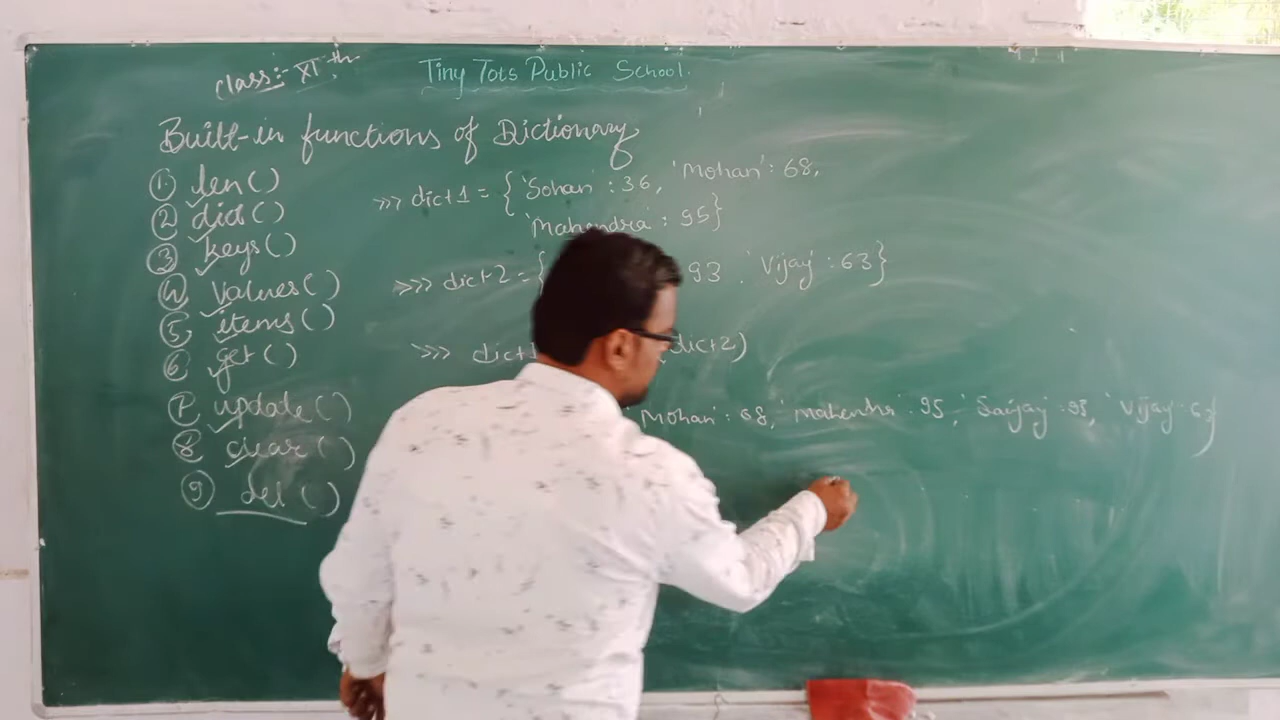 class:- XIth
Tiny Tots Public School.
Built-in functions of Dictionary
1. len()
2 dict()
3 keys()
4 values()
5, items()
6 get()
7 update()
8 clear()
9 del()
>>> dict1 = {'Sohan' : 36, 'Mohan' : 68,
'Mahendra' : 95}
>>> dict2 = { 93 'Vijay' : 63}
>>> dict1 dict2)
'Mohan' : 68, 'Mahendra' : 95, : 93, 'Vijay' : 63}